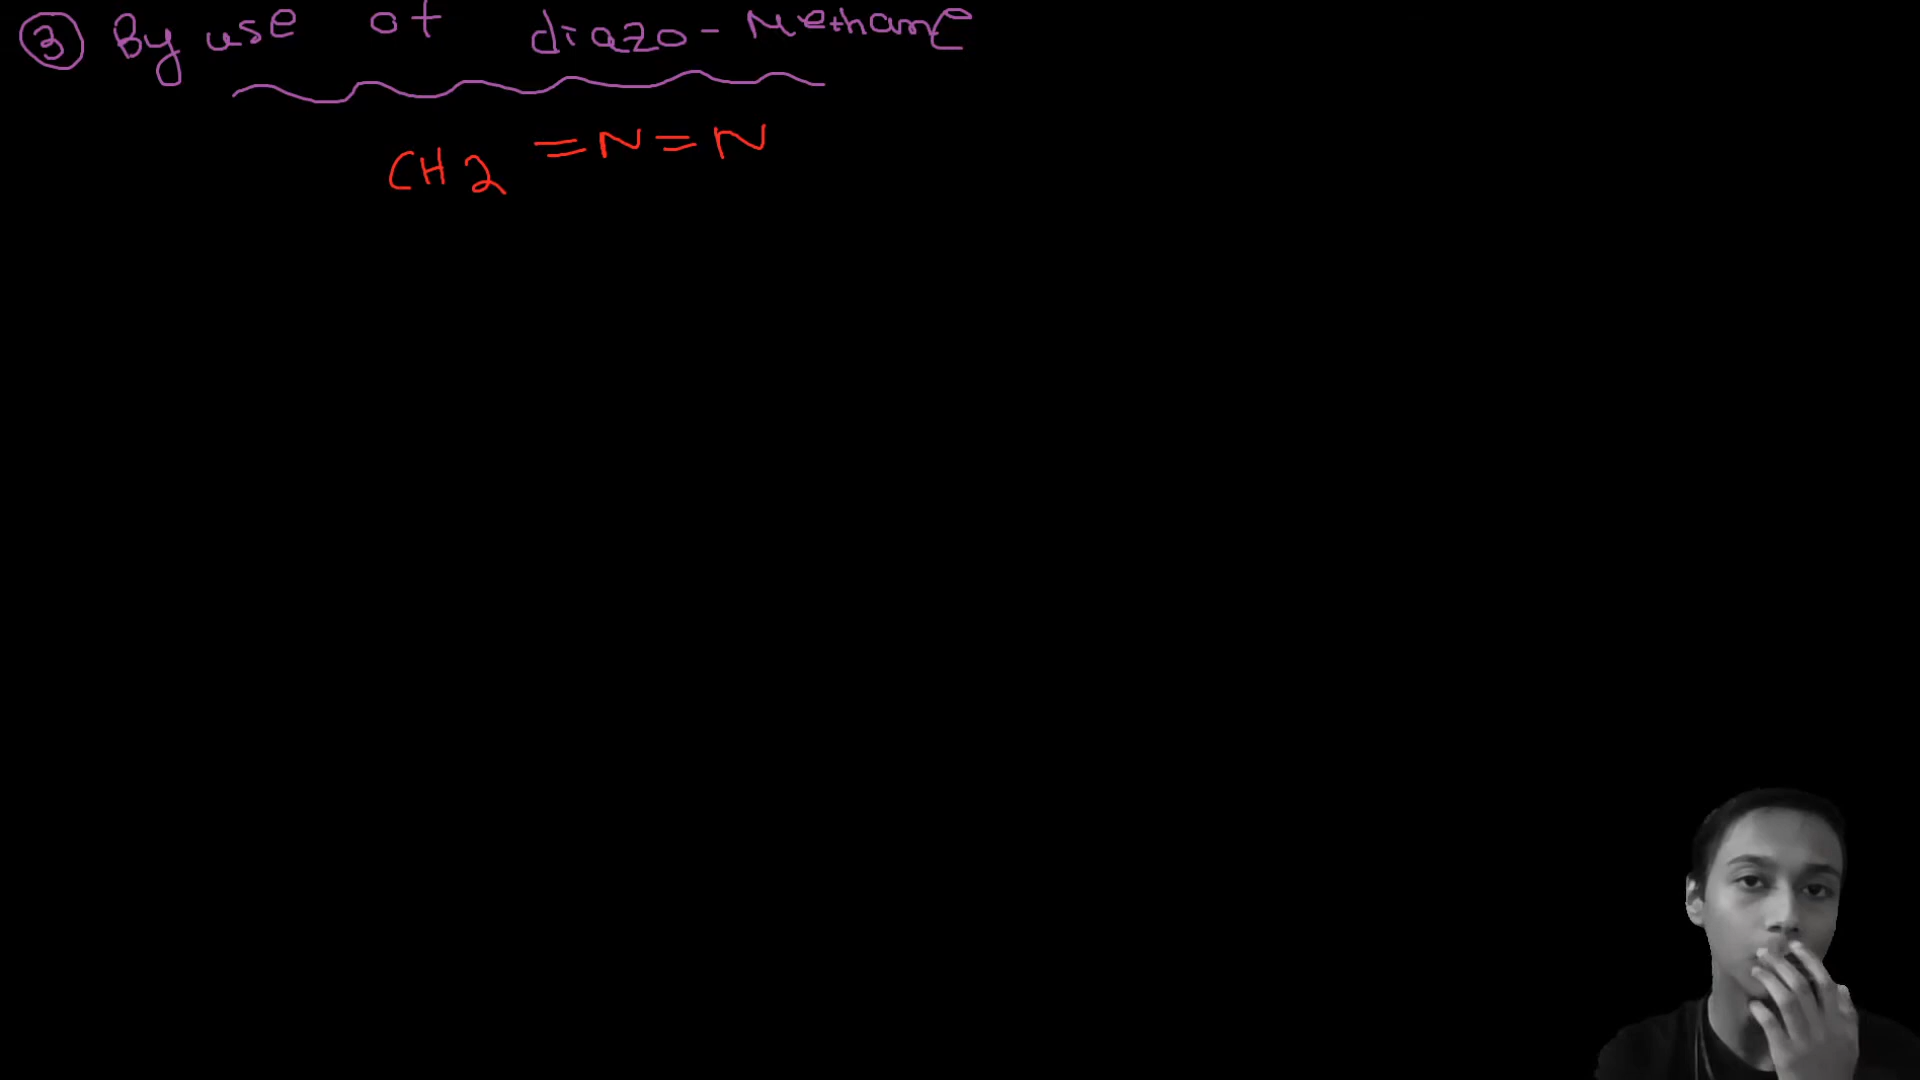 ③ By use of diazo-Methane
CH2 =N=N